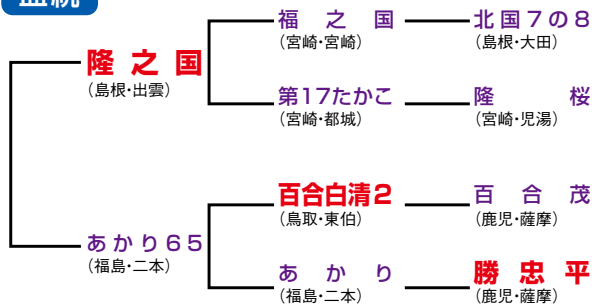 血統
福之国
(宮崎・宮崎)
北国7の8
(島根・大田)
隆之国
(島根・出雲)
第17たかこ
(宮崎・都城)
隆桜
(宮崎・児湯)
百合白清2
(鳥取・東伯)
百合茂
(鹿児・薩摩)
あかり65
(福島・二本)
あかり
(福島・二本)
勝忠平
(鹿児・薩摩)